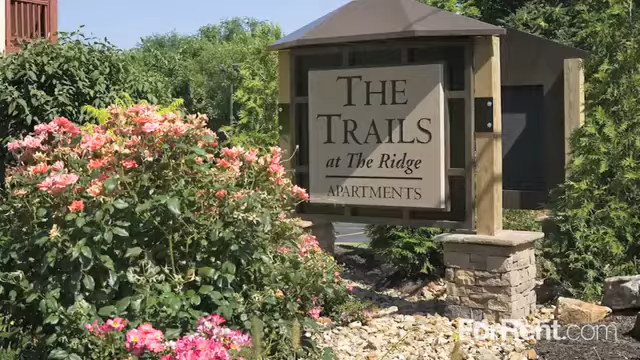 THE
TRAILS
at The Ridge
APARTMENTS
ForRent.com